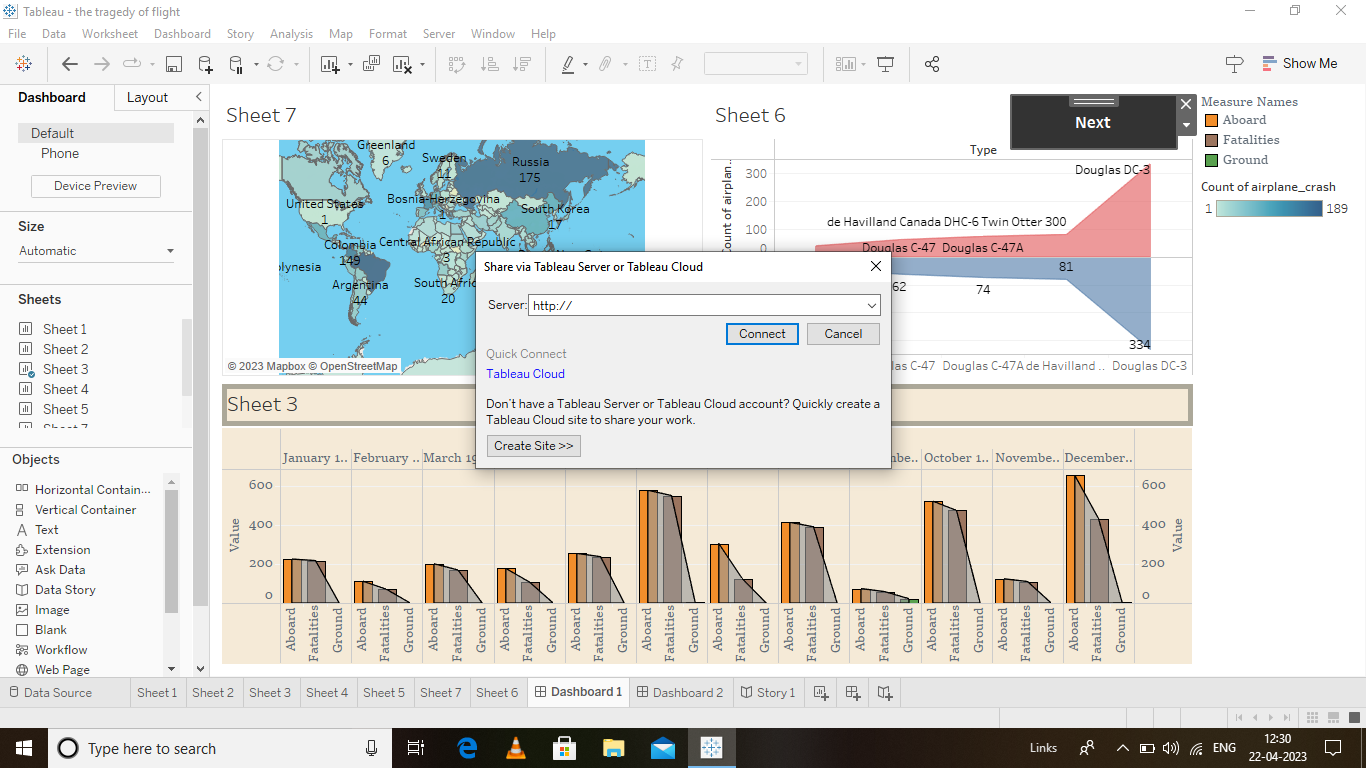 Tableau - the tragedy of flight
File Data Worksheet Dashboard Story Analysis Map Format Server Window Help
Show Me
Dashboard Layout
Default
Phone
Device Preview
Size
Automatic
Sheets
Sheet 1
Sheet 2
Sheet 3
Sheet 4
Sheet 5
Sheet 7
Objects
Horizontal Contain...
Vertical Container
Text
Extension
Ask Data
Data Story
Image
Blank
Workflow
Web Page
Sheet 7
Greenland
6
Sweden
11
Russia
175
United States
1
Bosnia-Herzegovina
South Korea
17
Colombia
149
Central African Republic
3
olynesia
Argentina
44
South Afri
20
© 2023 Mapbox © OpenStreetMap
Sheet 6
Next
Type
Count of airplan..
300
200
100
0
Douglas DC-3
de Havilland Canada DHC-6 Twin Otter 300
Douglas C-47 Douglas C-47A
62
74
81
334
las C-47 Douglas C-47A de Havilland .. Douglas DC-3
Measure Names
Aboard
Fatalities
Ground
Count of airplane_crash
1 189
Share via Tableau Server or Tableau Cloud
Server: http://
Connect Cancel
Quick Connect
Tableau Cloud
Don't have a Tableau Server or Tableau Cloud account? Quickly create a
Tableau Cloud site to share your work.
Create Site >>
Sheet 3
January 1.. February .. March 19 mbe.. October 1.. Novembe.. December..
Value
600
400
200
0
600
400
200
0
Value
Aboard Fatalities Ground Aboard Fatalities Ground Aboard Fatalities Ground Aboard Fatalities Ground Aboard Fatalities Ground Aboard Fatalities Ground Aboard Fatalities Ground Aboard Fatalities Ground Aboard Fatalities Ground Aboard Fatalities Ground Aboard Fatalities Ground Aboard Fatalities Ground
Data Source Sheet 1 Sheet 2 Sheet 3 Sheet 4 Sheet 5 Sheet 7 Sheet 6 Dashboard 1 Dashboard 2 Story 1
Type here to search
Links
ENG
12:30
22-04-2023